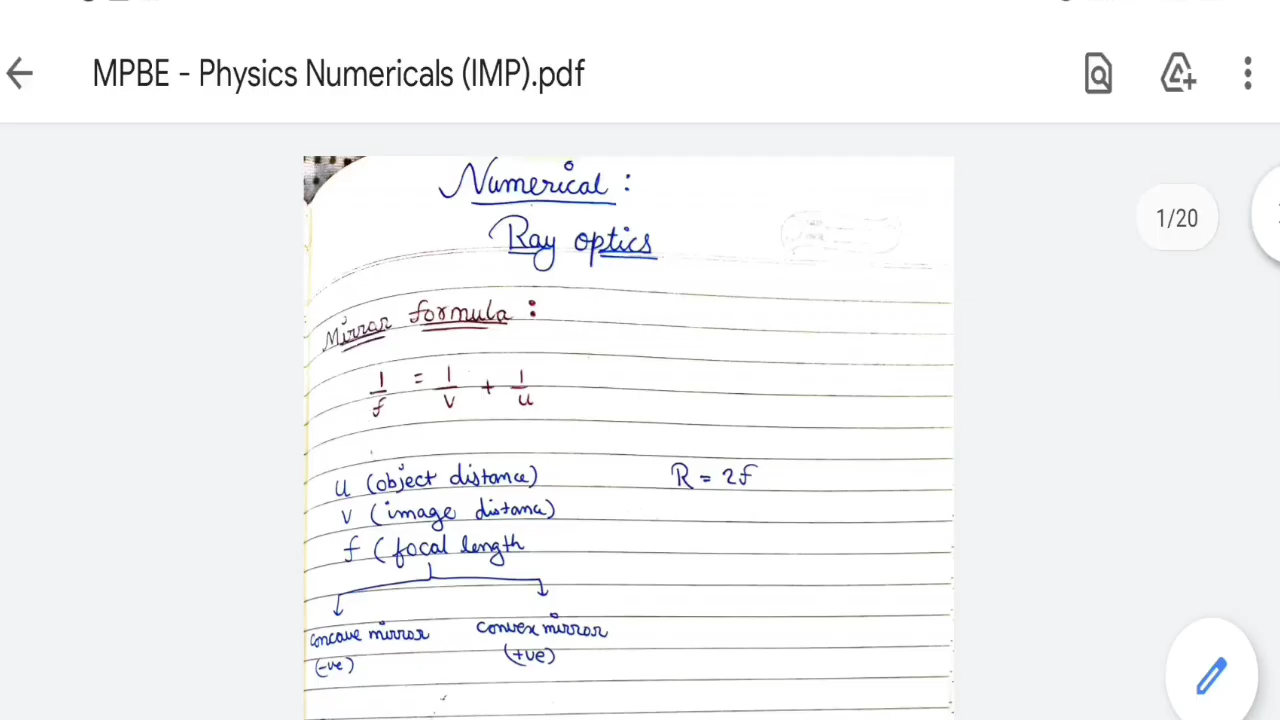 MPBE - Physics Numericals (IMP).pdf
1/20
Numerical :
Ray optics
Mirror formula :
1/f = 1/v + 1/u
u (object distance) R = 2f
v (image distance)
f (focal length
concave mirror convex mirror
(-ve) (+ve)